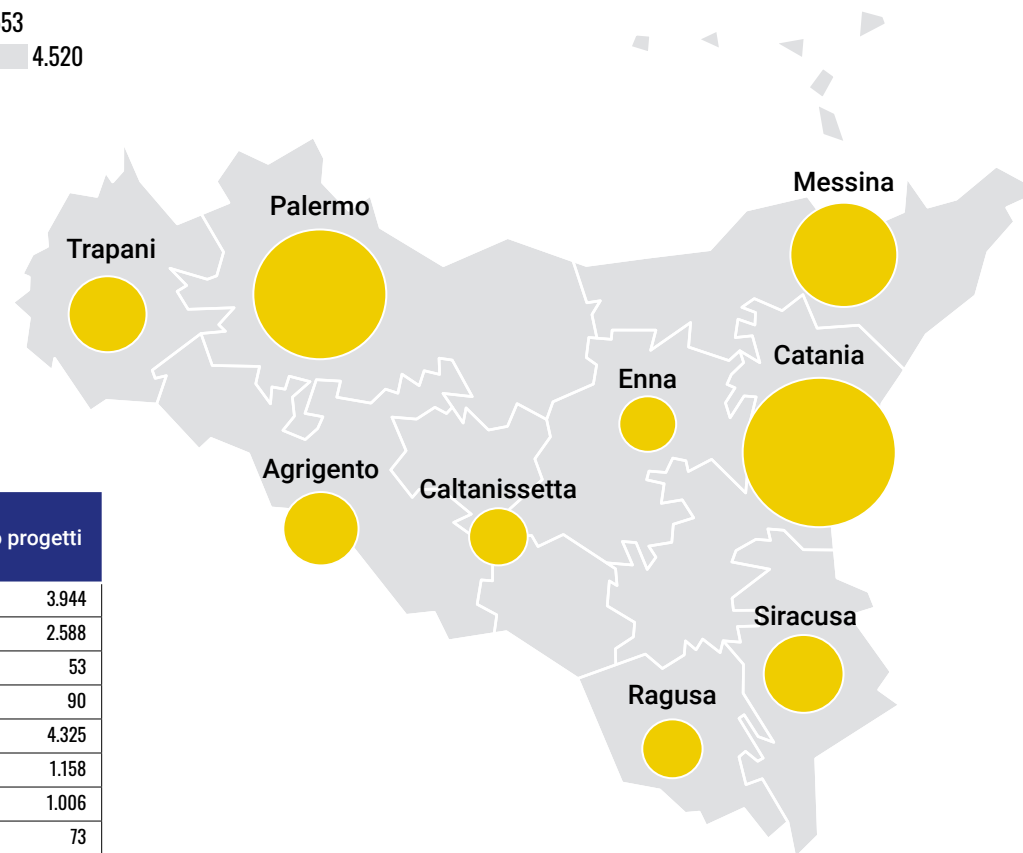 53
4.520
Messina
Palermo
Trapani
Catania
Enna
Agrigento
Caltanissetta
Siracusa
Ragusa
progetti
3.944
2.588
53
90
4.325
1.158
1.006
73